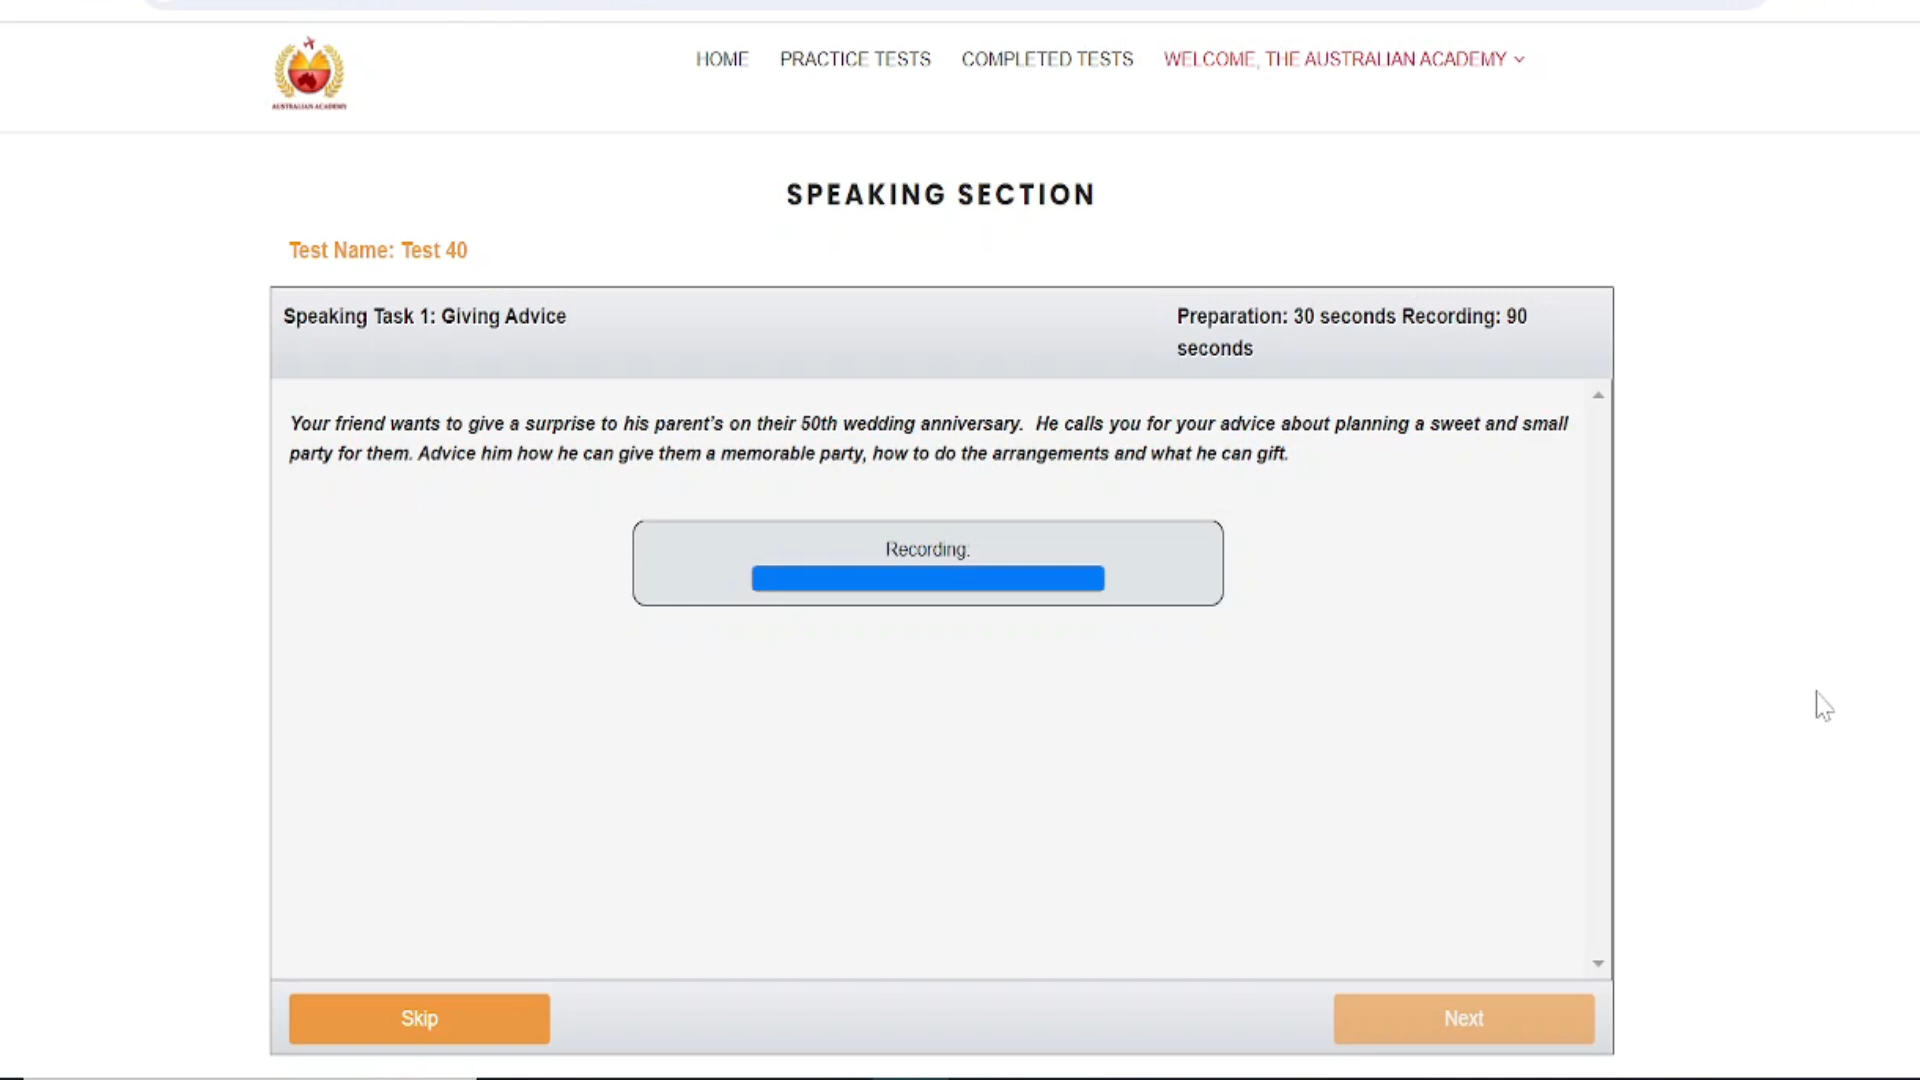 AUSTRALIAN ACADEMY
HOME PRACTICE TESTS COMPLETED TESTS WELCOME, THE AUSTRALIAN ACADEMY
SPEAKING SECTION
Test Name: Test 40
Speaking Task 1: Giving Advice
Preparation: 30 seconds Recording: 90
seconds
Your friend wants to give a surprise to his parent's on their 50th wedding anniversary. He calls you for your advice about planning a sweet and small
party for them. Advice him how he can give them a memorable party, how to do the arrangements and what he can gift.
Recording:
Skip
Next